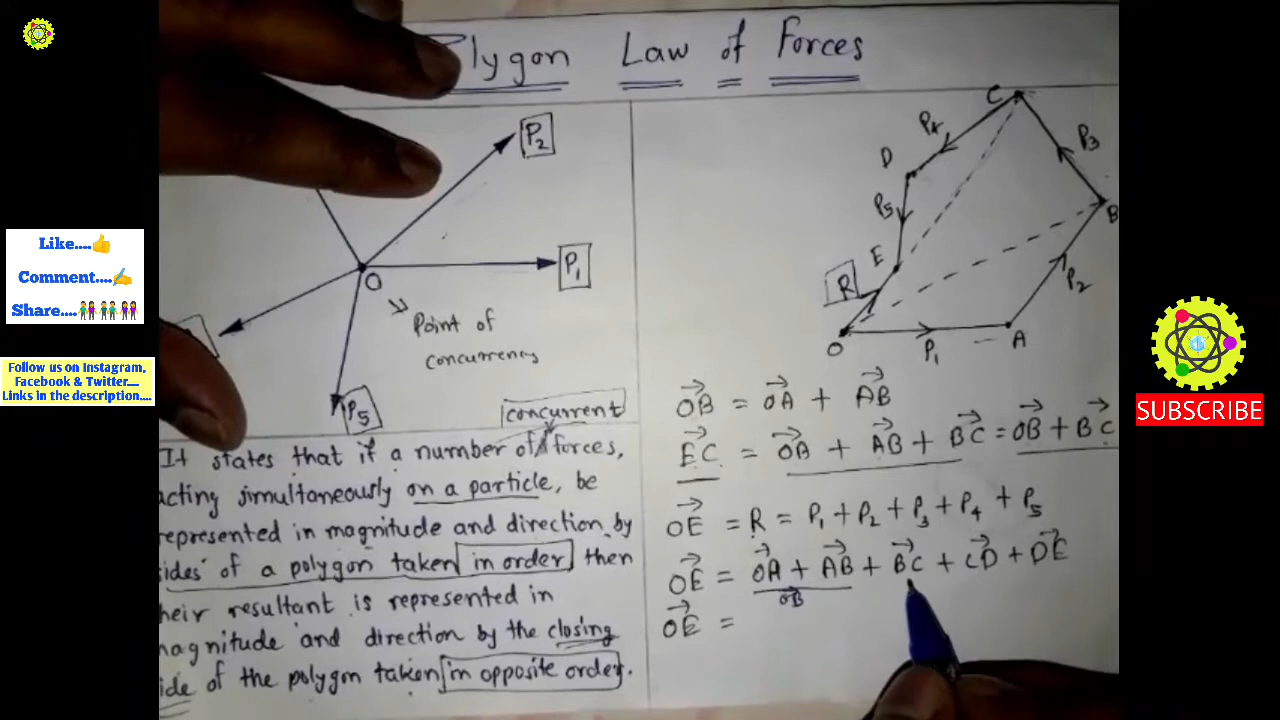 Polygon Law of Forces
P2
P1
O
Point of
concurrency
P5
concurrent
It states that if a number of forces,
acting simultaneously on a particle, be
represented in magnitude and direction by
sides of a polygon taken in order then
their resultant is represented in
magnitude and direction by the closing
side of the polygon taken in opposite order.
C
P4
P3
D
P5
B
E
P2
R
O
P1
A
OB = OA + AB
EC = OA + AB + BC = OB + BC
OE = R = P1 + P2 + P3 + P4 + P5
OE = OA + AB + BC + CD + DE
OB
OE =
Like....👍
Comment....✍
Share....
Follow us on Instagram,
Facebook & Twitter....
Links in the description....
SUBSCRIBE